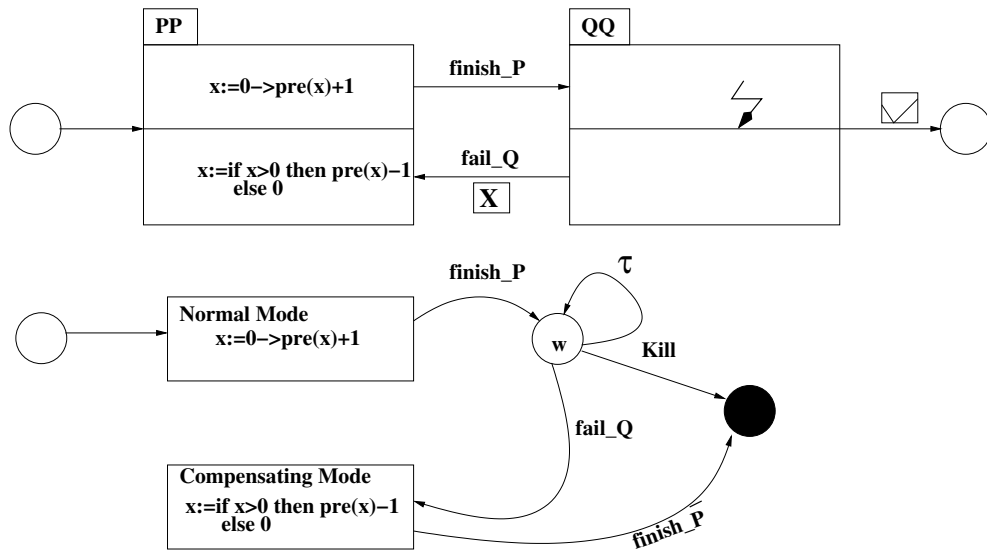 PP
QQ
x:=0->pre(x)+1
finish_P
x:=if x>0 then pre(x)-1
else 0
fail_Q
X
finish_P
τ
Normal Mode
x:=0->pre(x)+1
w
Kill
fail_Q
Compensating Mode
x:=if x>0 then pre(x)-1
else 0
finish_P̅